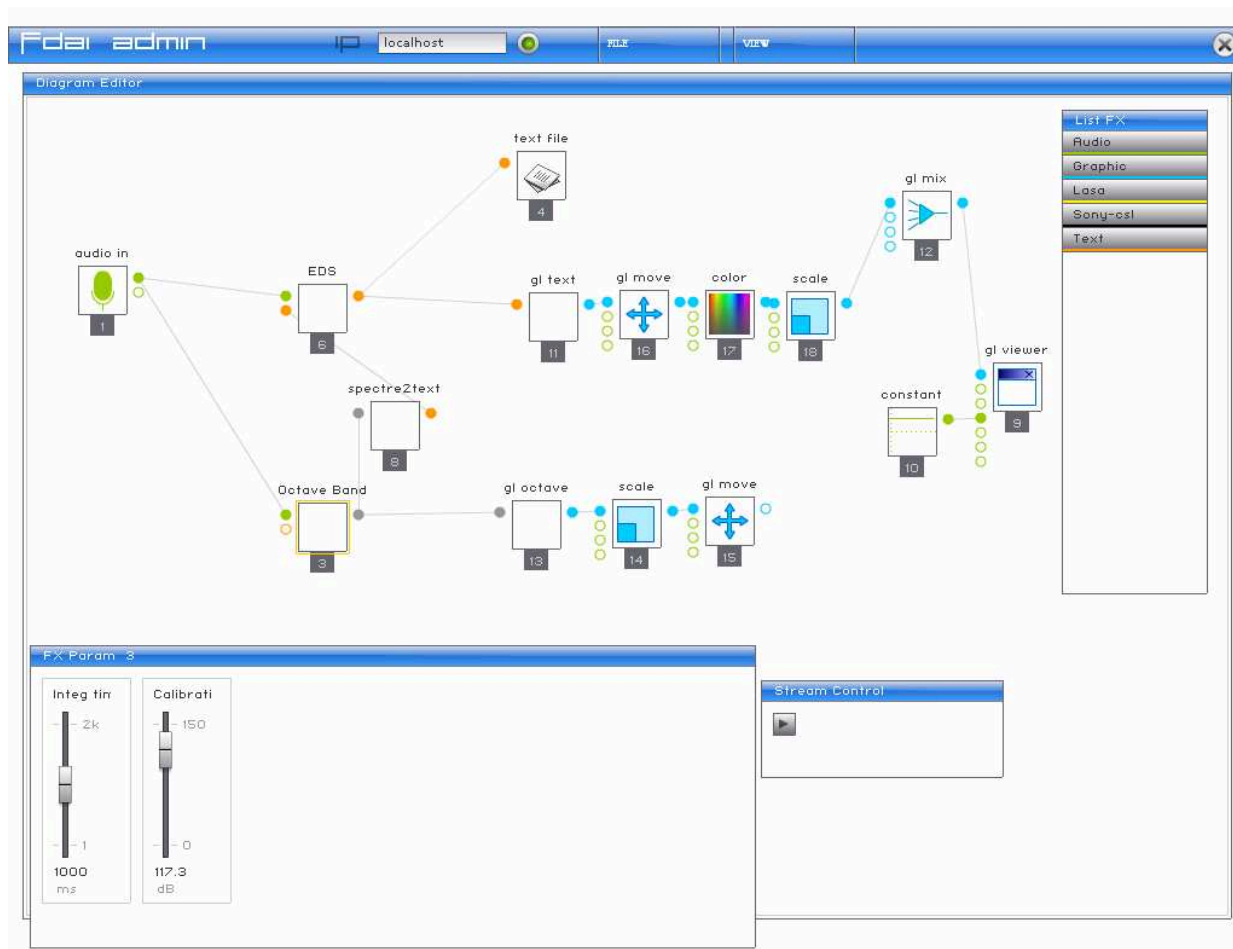 Fdai admin
IP
localhost
FILE
VIEW
Diagram Editor
List FX
Audio
Graphic
Lasa
Sony-csl
Text
text file
4
gl mix
12
audio in
1
EDS
6
gl text
11
gl move
16
color
17
scale
18
gl viewer
9
spectre2text
8
constant
10
Octave Band
3
gl octave
13
scale
14
gl move
15
FX Param 3
Integ tim
2k
1
1000
ms
Calibrati
150
0
117.3
dB
Stream Control